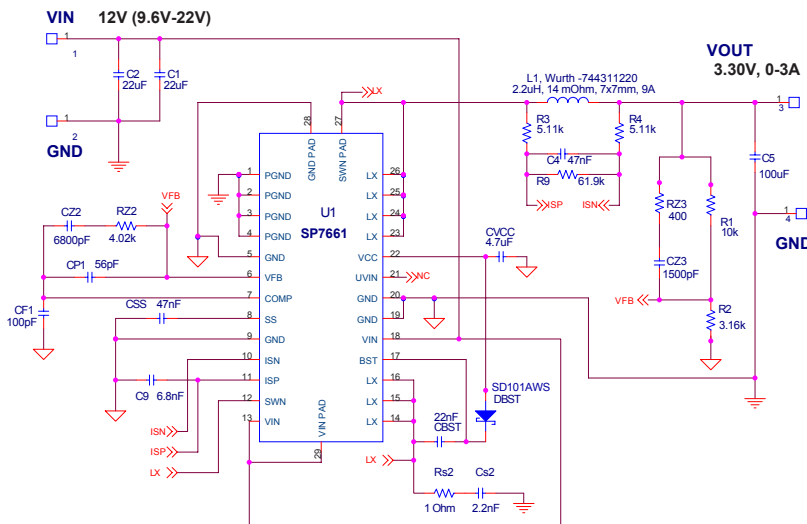 VIN 12V (9.6V-22V)
1
1
C2
22uF
C1
22uF
1
2
GND
VOUT
3.30V, 0-3A
L1, Wurth -744311220
2.2uH, 14 mOhm, 7x7mm, 9A
LX
R3
5.11k
R4
5.11k
C4 47nF
R9 61.9k
ISP
ISN
1
3
C5
100uF
1
4
GND
RZ3
400
R1
10k
CZ3
1500pF
VFB
R2
3.16k
VFB
CZ2
6800pF
RZ2
4.02k
CP1
56pF
CF1
100pF
CSS
47nF
C9
6.8nF
ISN
ISP
LX
28
27
GND PAD
SWN PAD
U1
SP7661
1 PGND
2 PGND
3 PGND
4 PGND
5 GND
6 VFB
7 COMP
8 SS
9 GND
10 ISN
11 ISP
12 SWN
13 VIN
LX 26
LX 25
LX 24
LX 23
VCC 22
UVIN 21
GND 20
GND 19
VIN 18
BST 17
LX 16
LX 15
LX 14
VIN PAD
29
CVCC
4.7uF
NC
SD101AWS
DBST
22nF
CBST
LX
Rs2
1 Ohm
Cs2
2.2nF